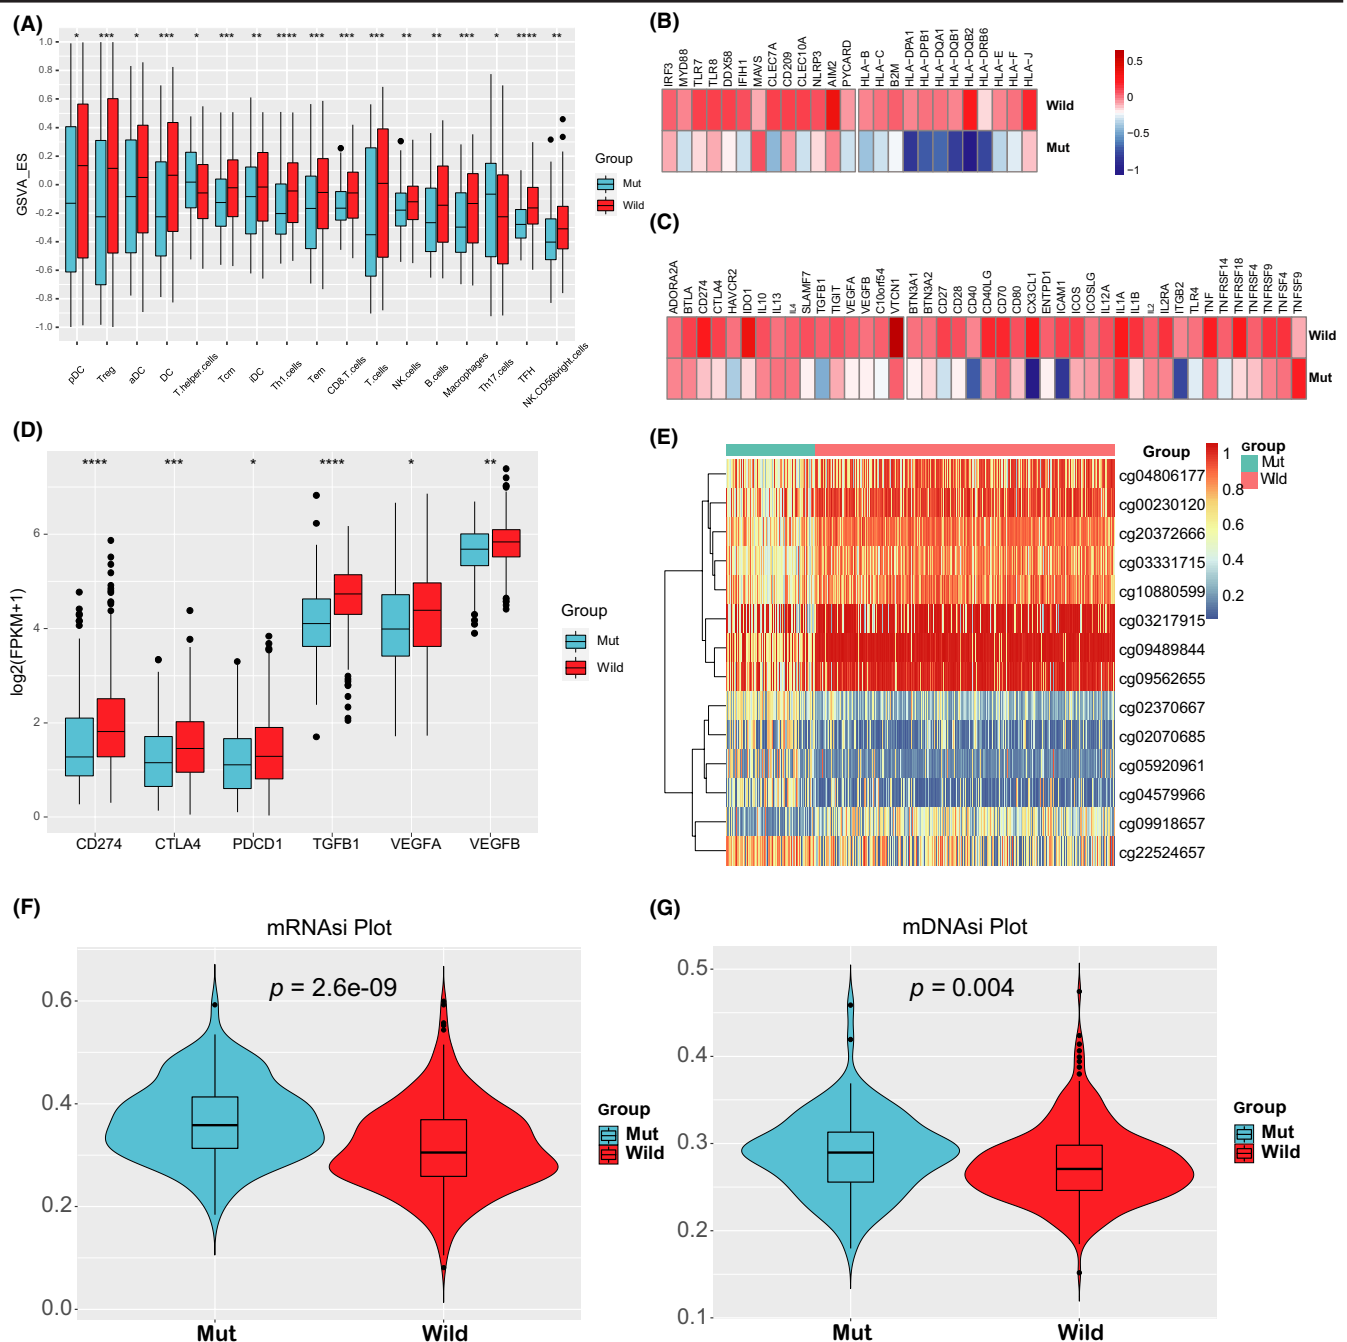 (A)
* *** * *** * *** ** **** *** *** *** ** ** *** * **** **
1.0
0.8
0.6
0.4
0.2
0.0
-0.2
-0.4
-0.6
-0.8
-1.0
GSVA_ES
pDC
Treg
aDC
DC
T.helper.cells
Tcm
iDC
Th1.cells
Tem
CD8.T.cells
T.cells
NK.cells
B.cells
Macrophages
Th17.cells
TFH
NK.CD56bright.cells
Group
Mut
Wild
(B)
IRF3
MYD88
TLR7
TLR8
DDX58
IFIH1
MAVS
CLEC7A
CD209
CLEC10A
NLRP3
AIM2
PYCARD
HLA-B
HLA-C
B2M
HLA-DPA1
HLA-DPB1
HLA-DQA1
HLA-DQB1
HLA-DQB2
HLA-DRB6
HLA-E
HLA-F
HLA-J
Wild
Mut
0.5
0
−0.5
−1
(C)
ADORA2A
BTLA
CD274
CTLA4
HAVCR2
IDO1
IL10
IL13
IL4
SLAMF7
TGFB1
TIGIT
VEGFA
VEGFB
C10orf54
VTCN1
BTN3A1
BTN3A2
CD27
CD28
CD40
CD40LG
CD70
CD80
CX3CL1
ENTPD1
ICAM1
ICOS
ICOSLG
IL12A
IL1A
IL1B
IL2
IL2RA
ITGB2
TLR4
TNF
TNFRSF14
TNFRSF18
TNFRSF4
TNFRSF9
TNFSF4
TNFSF9
Wild
Mut
(D)
**** *** * **** * **
6
4
2
0
log2(FPKM+1)
CD274 CTLA4 PDCD1 TGFB1 VEGFA VEGFB
Group
Mut
Wild
(E)
Group
cg04806177
cg00230120
cg20372666
cg03331715
cg10880599
cg03217915
cg09489844
cg09562655
cg02370667
cg02070685
cg05920961
cg04579966
cg09918657
cg22524657
1
0.8
0.6
0.4
0.2
Group
Mut
Wild
(F)
mRNAsi Plot
p = 2.6e-09
0.6
0.4
0.2
0.0
Mut Wild
Group
Mut
Wild
(G)
mDNAsi Plot
p = 0.004
0.5
0.4
0.3
0.2
0.1
Mut Wild
Group
Mut
Wild